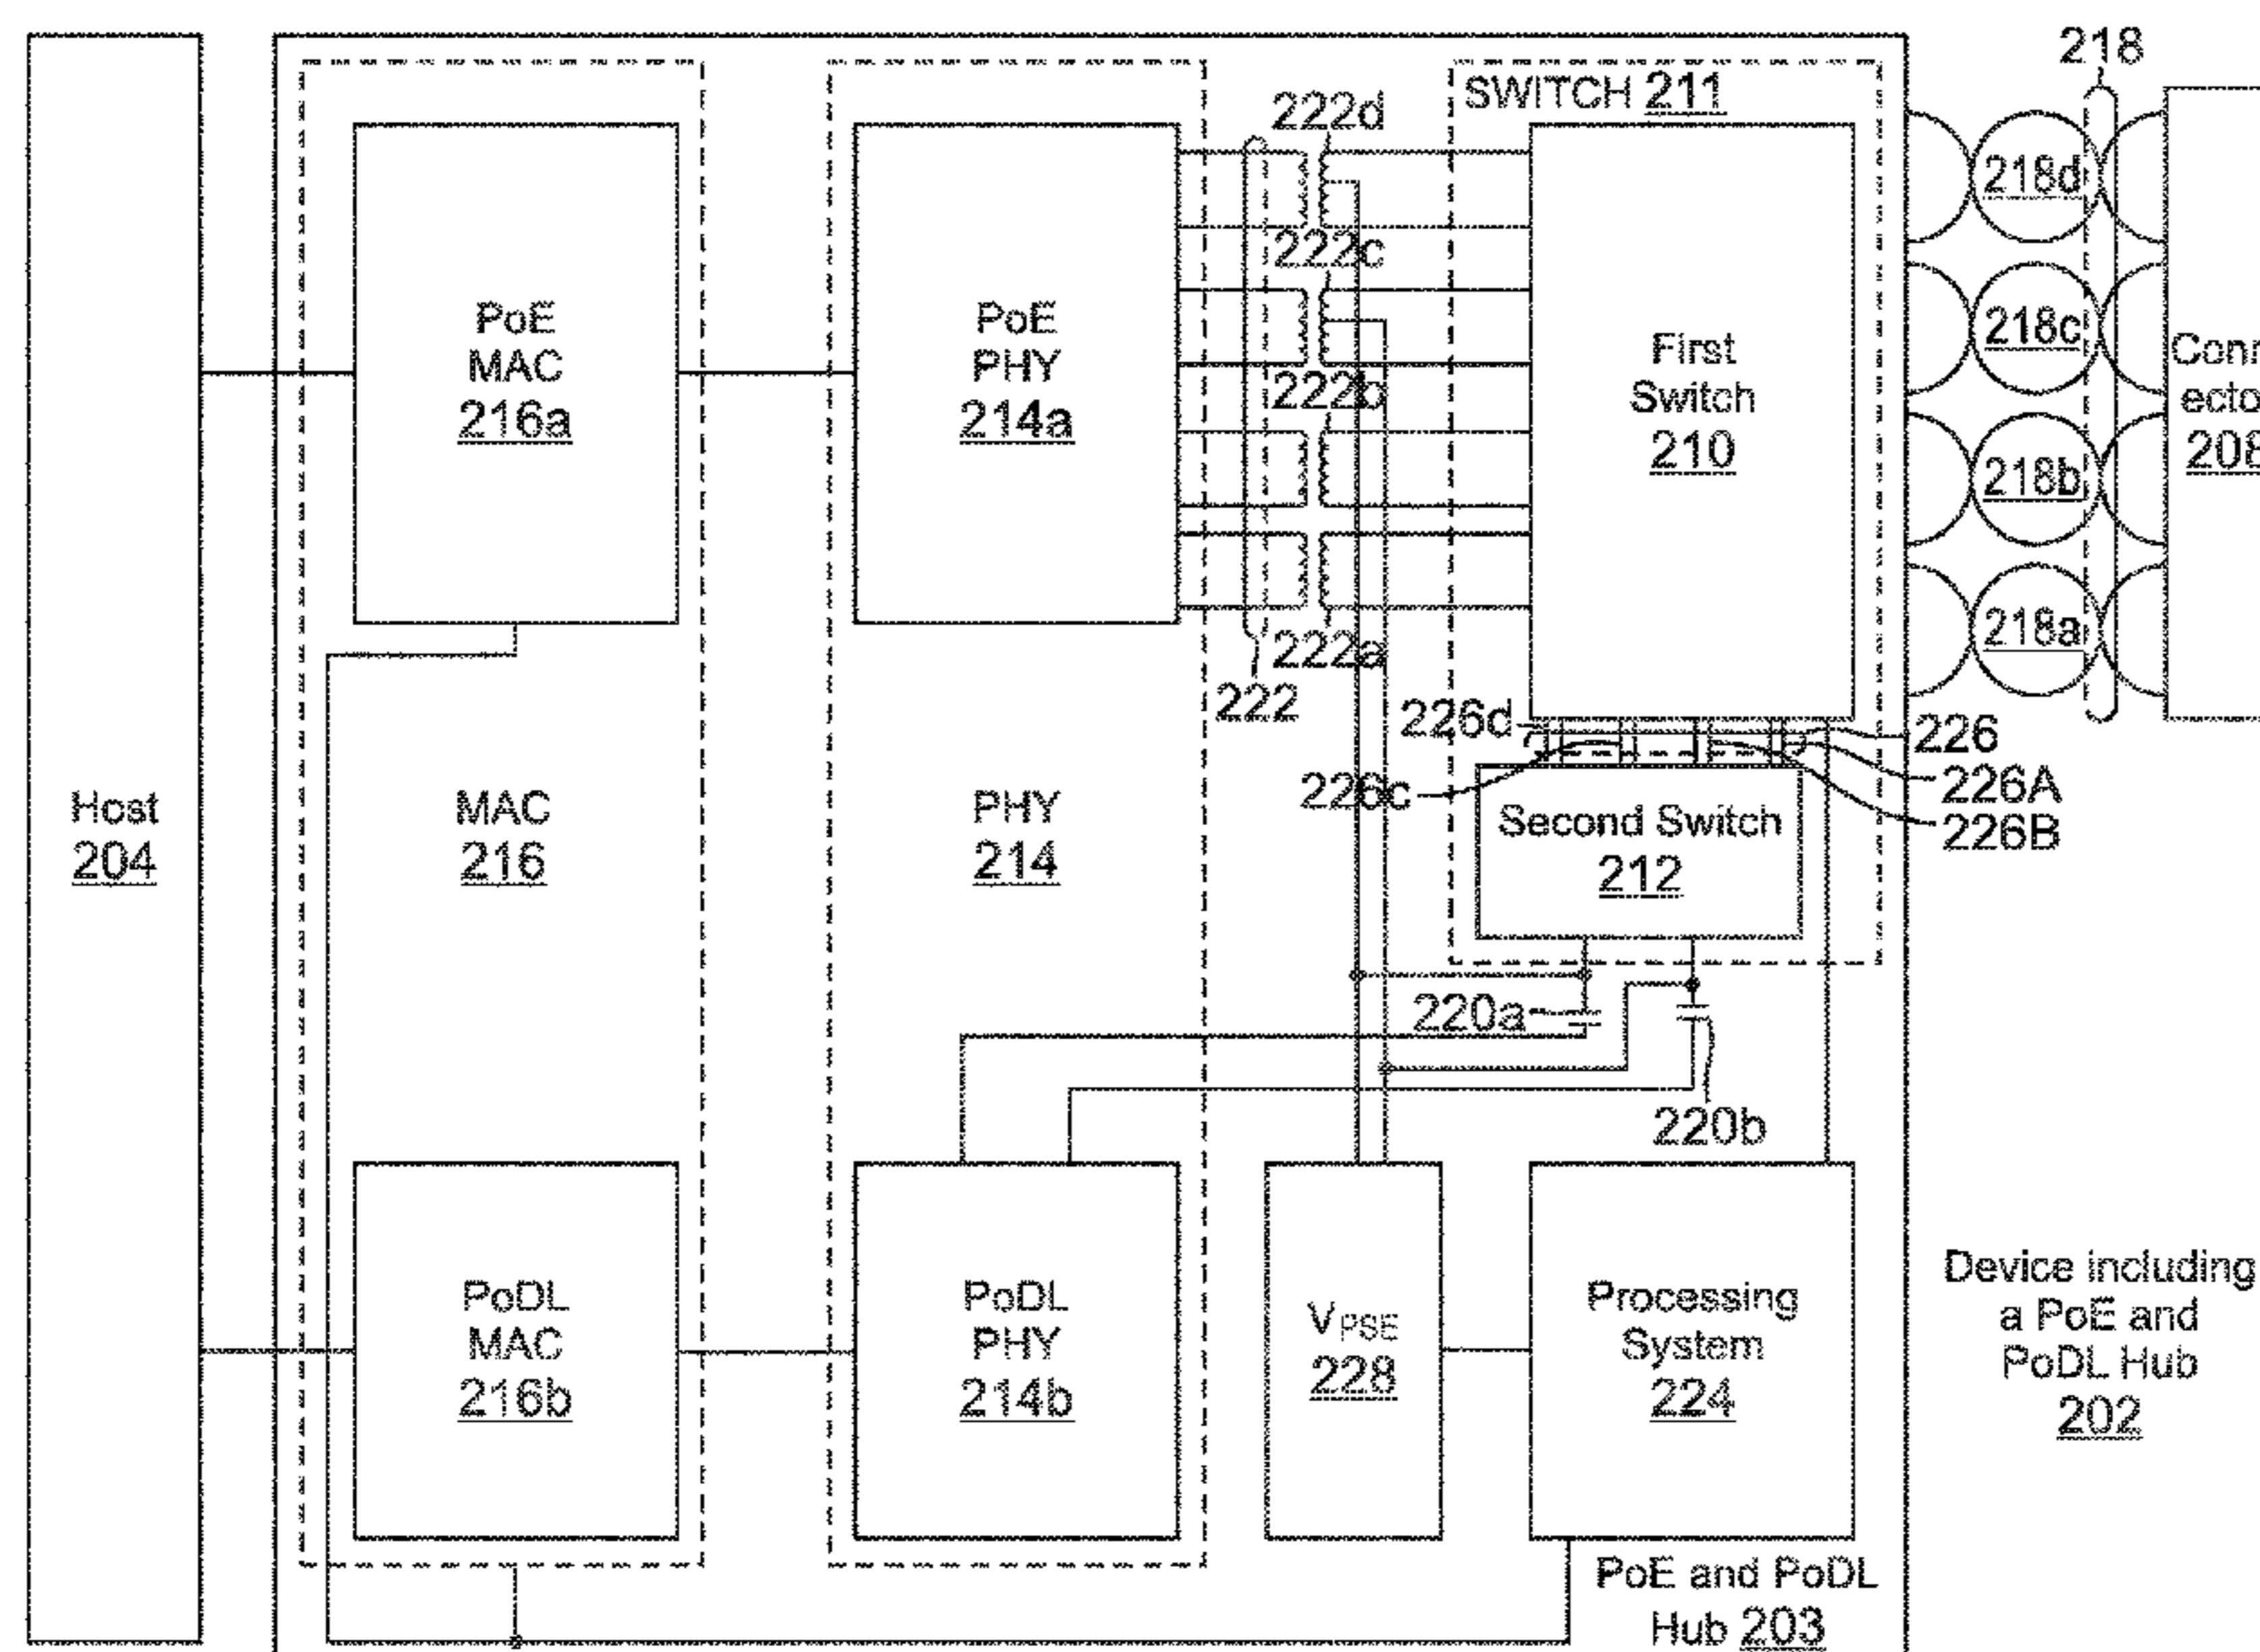 218
SWITCH 211
222d
218d
222c
PoE
MAC
216a
PoE
PHY
214a
First
Switch
210
218c
Conn
ecto
208
222b
218b
222a
218a
222
226d
226
226c
226A
226B
Host
204
MAC
216
PHY
214
Second Switch
212
220a
220b
PoDL
MAC
216b
PoDL
PHY
214b
VPSE
228
Processing
System
224
Device including
a PoE and
PoDL Hub
202
PoE and PoDL
Hub 203